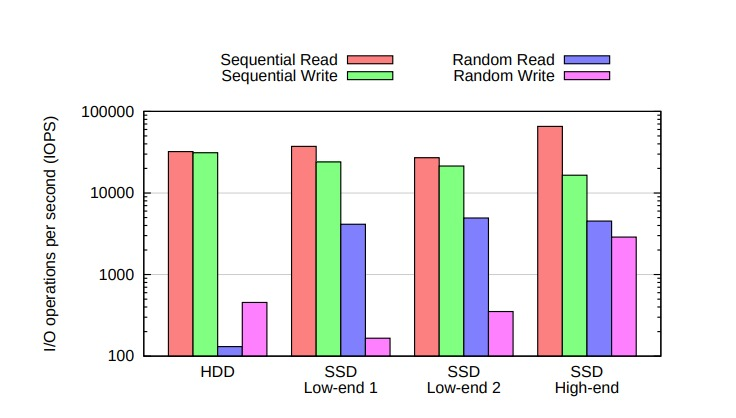 Sequential Read
Sequential Write
Random Read
Random Write
I/O operations per second (IOPS)
100000
10000
1000
100
HDD
SSD
Low-end 1
SSD
Low-end 2
SSD
High-end